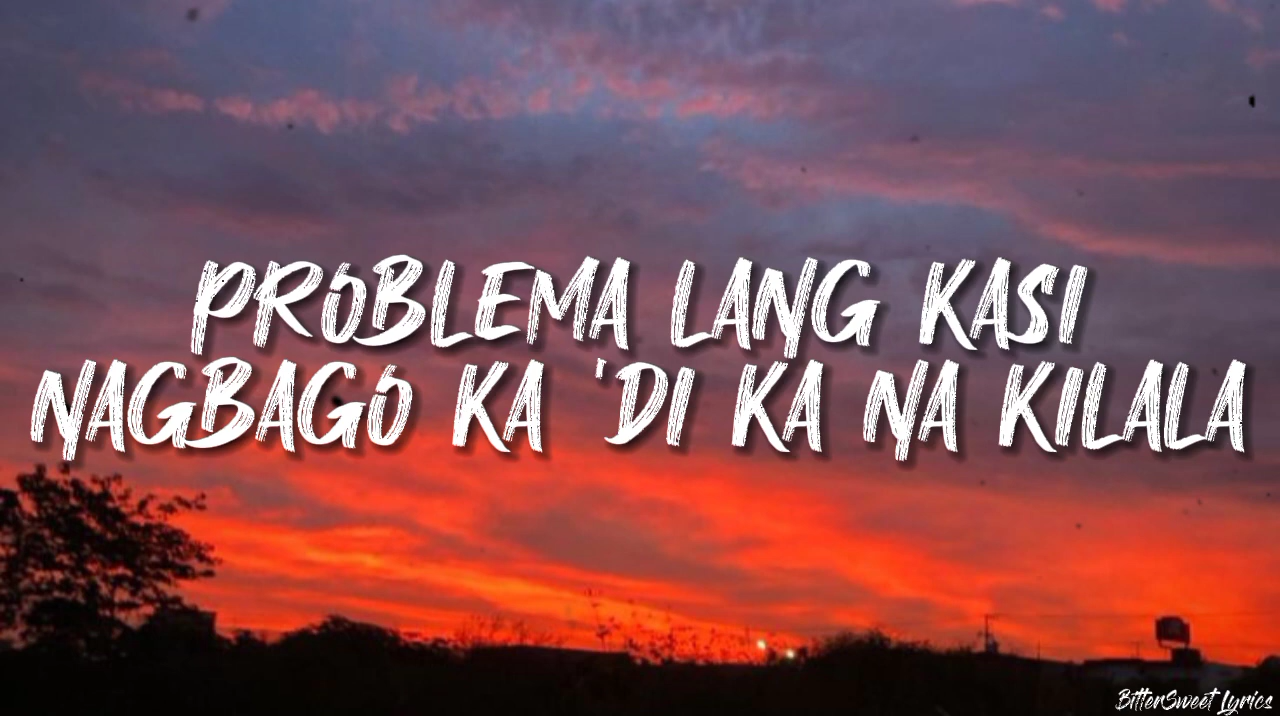 PROBLEMA LANG KASI
NAGBAGO KA 'DI KA NA KILALA
BitterSweet Lyrics